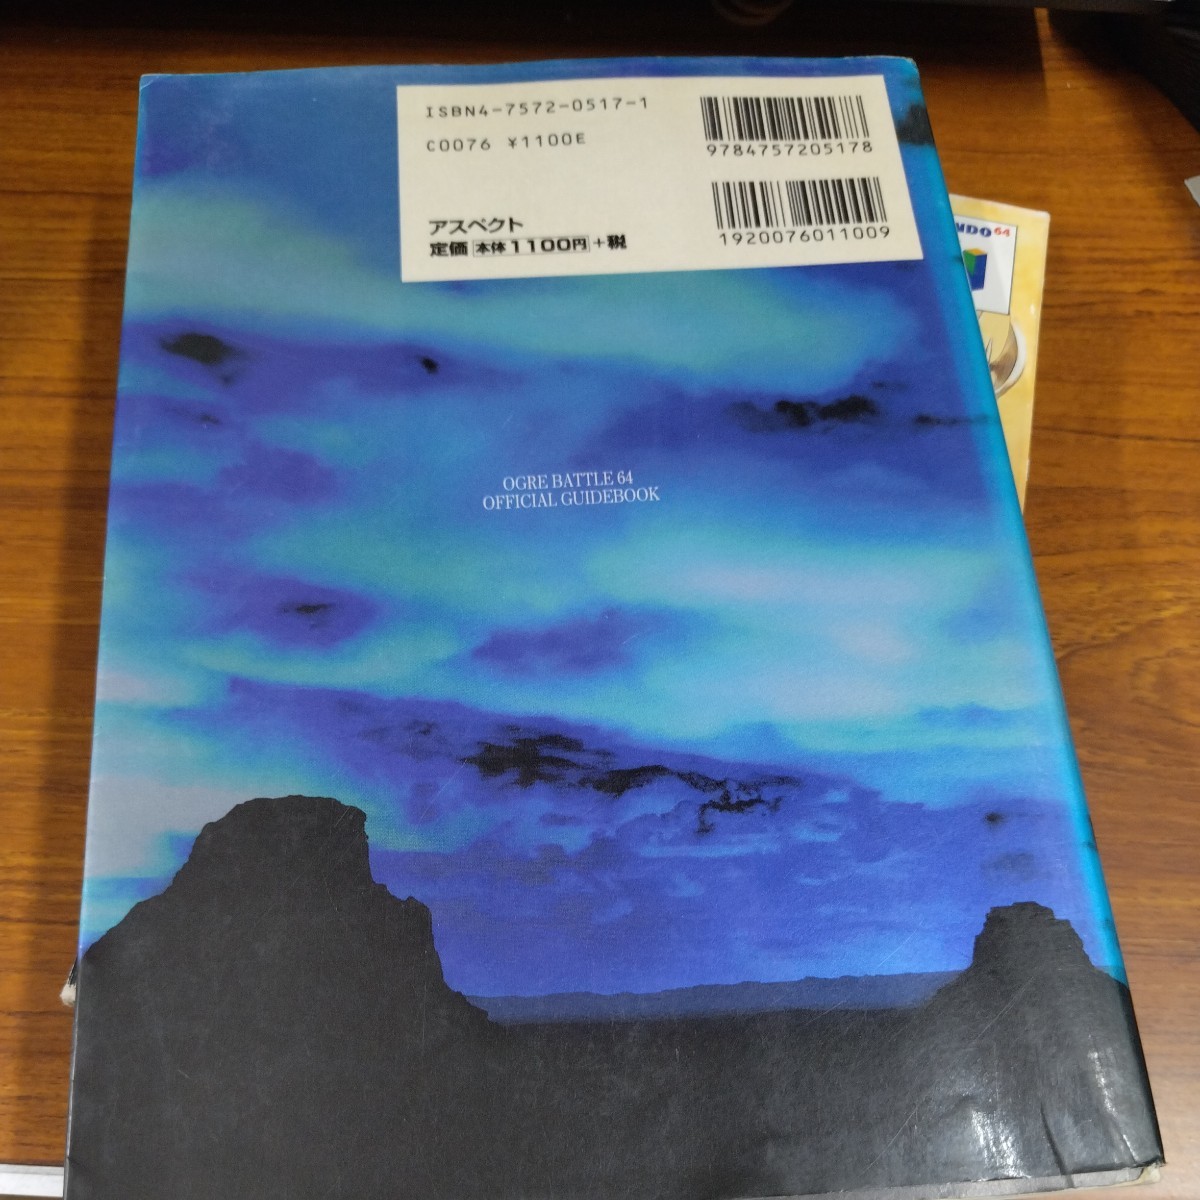 ISBN4-7572-0517-1
C0076 ¥1100E
アスペクト
定価 本体1100円+税
9784757205178
1920076011009
NDO64
OGRE BATTLE 64
OFFICIAL GUIDEBOOK